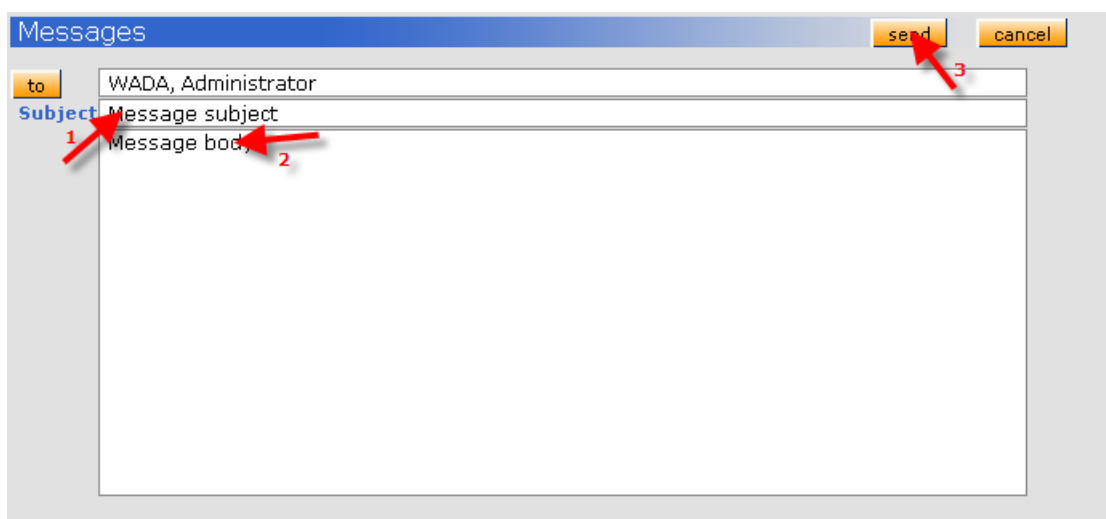 Messages send cancel
3
to WADA, Administrator
Subject Message subject
1
Message body
2